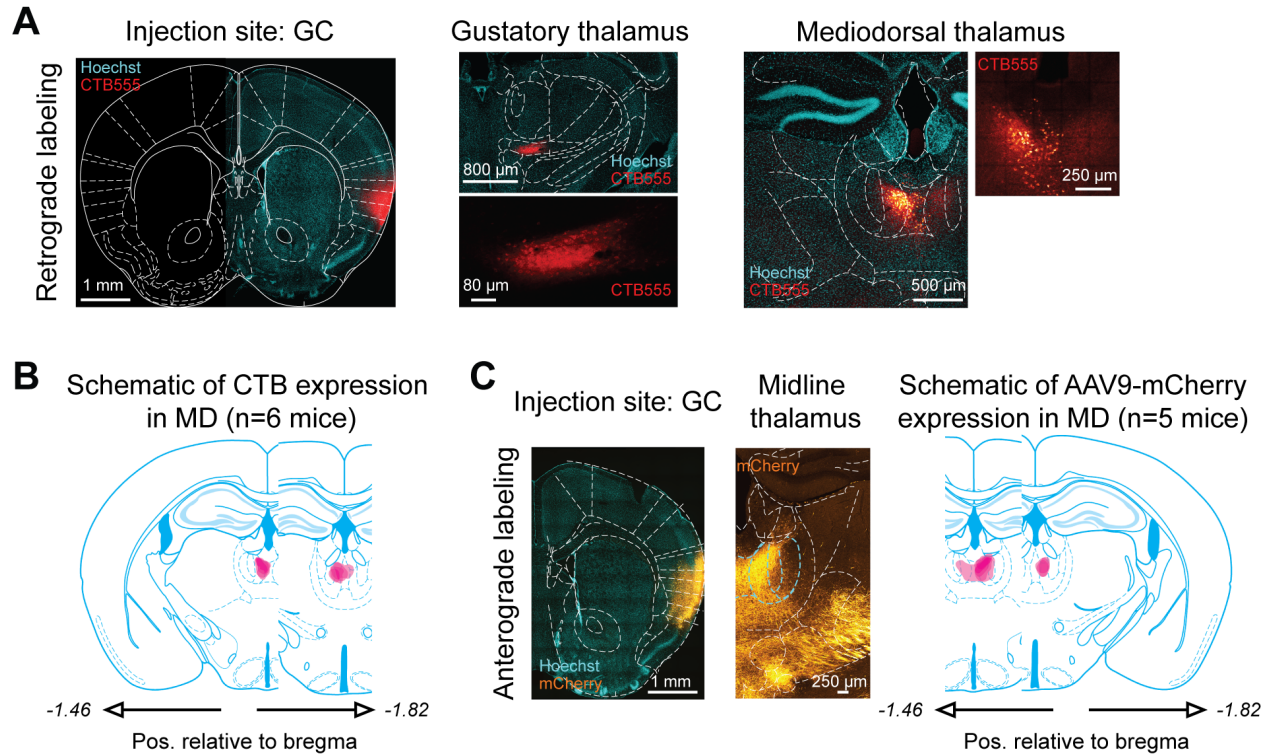 A
Retrograde labeling
Injection site: GC
Hoechst
CTB555
1 mm
Gustatory thalamus
Hoechst
CTB555
800 µm
80 µm
CTB555
Mediodorsal thalamus
Hoechst
CTB555
500 µm
CTB555
250 µm
B
Schematic of CTB expression
in MD (n=6 mice)
-1.46
-1.82
Pos. relative to bregma
C
Anterograde labeling
Injection site: GC
Hoechst
mCherry
1 mm
Midline
thalamus
mCherry
250 µm
Schematic of AAV9-mCherry
expression in MD (n=5 mice)
-1.46
-1.82
Pos. relative to bregma